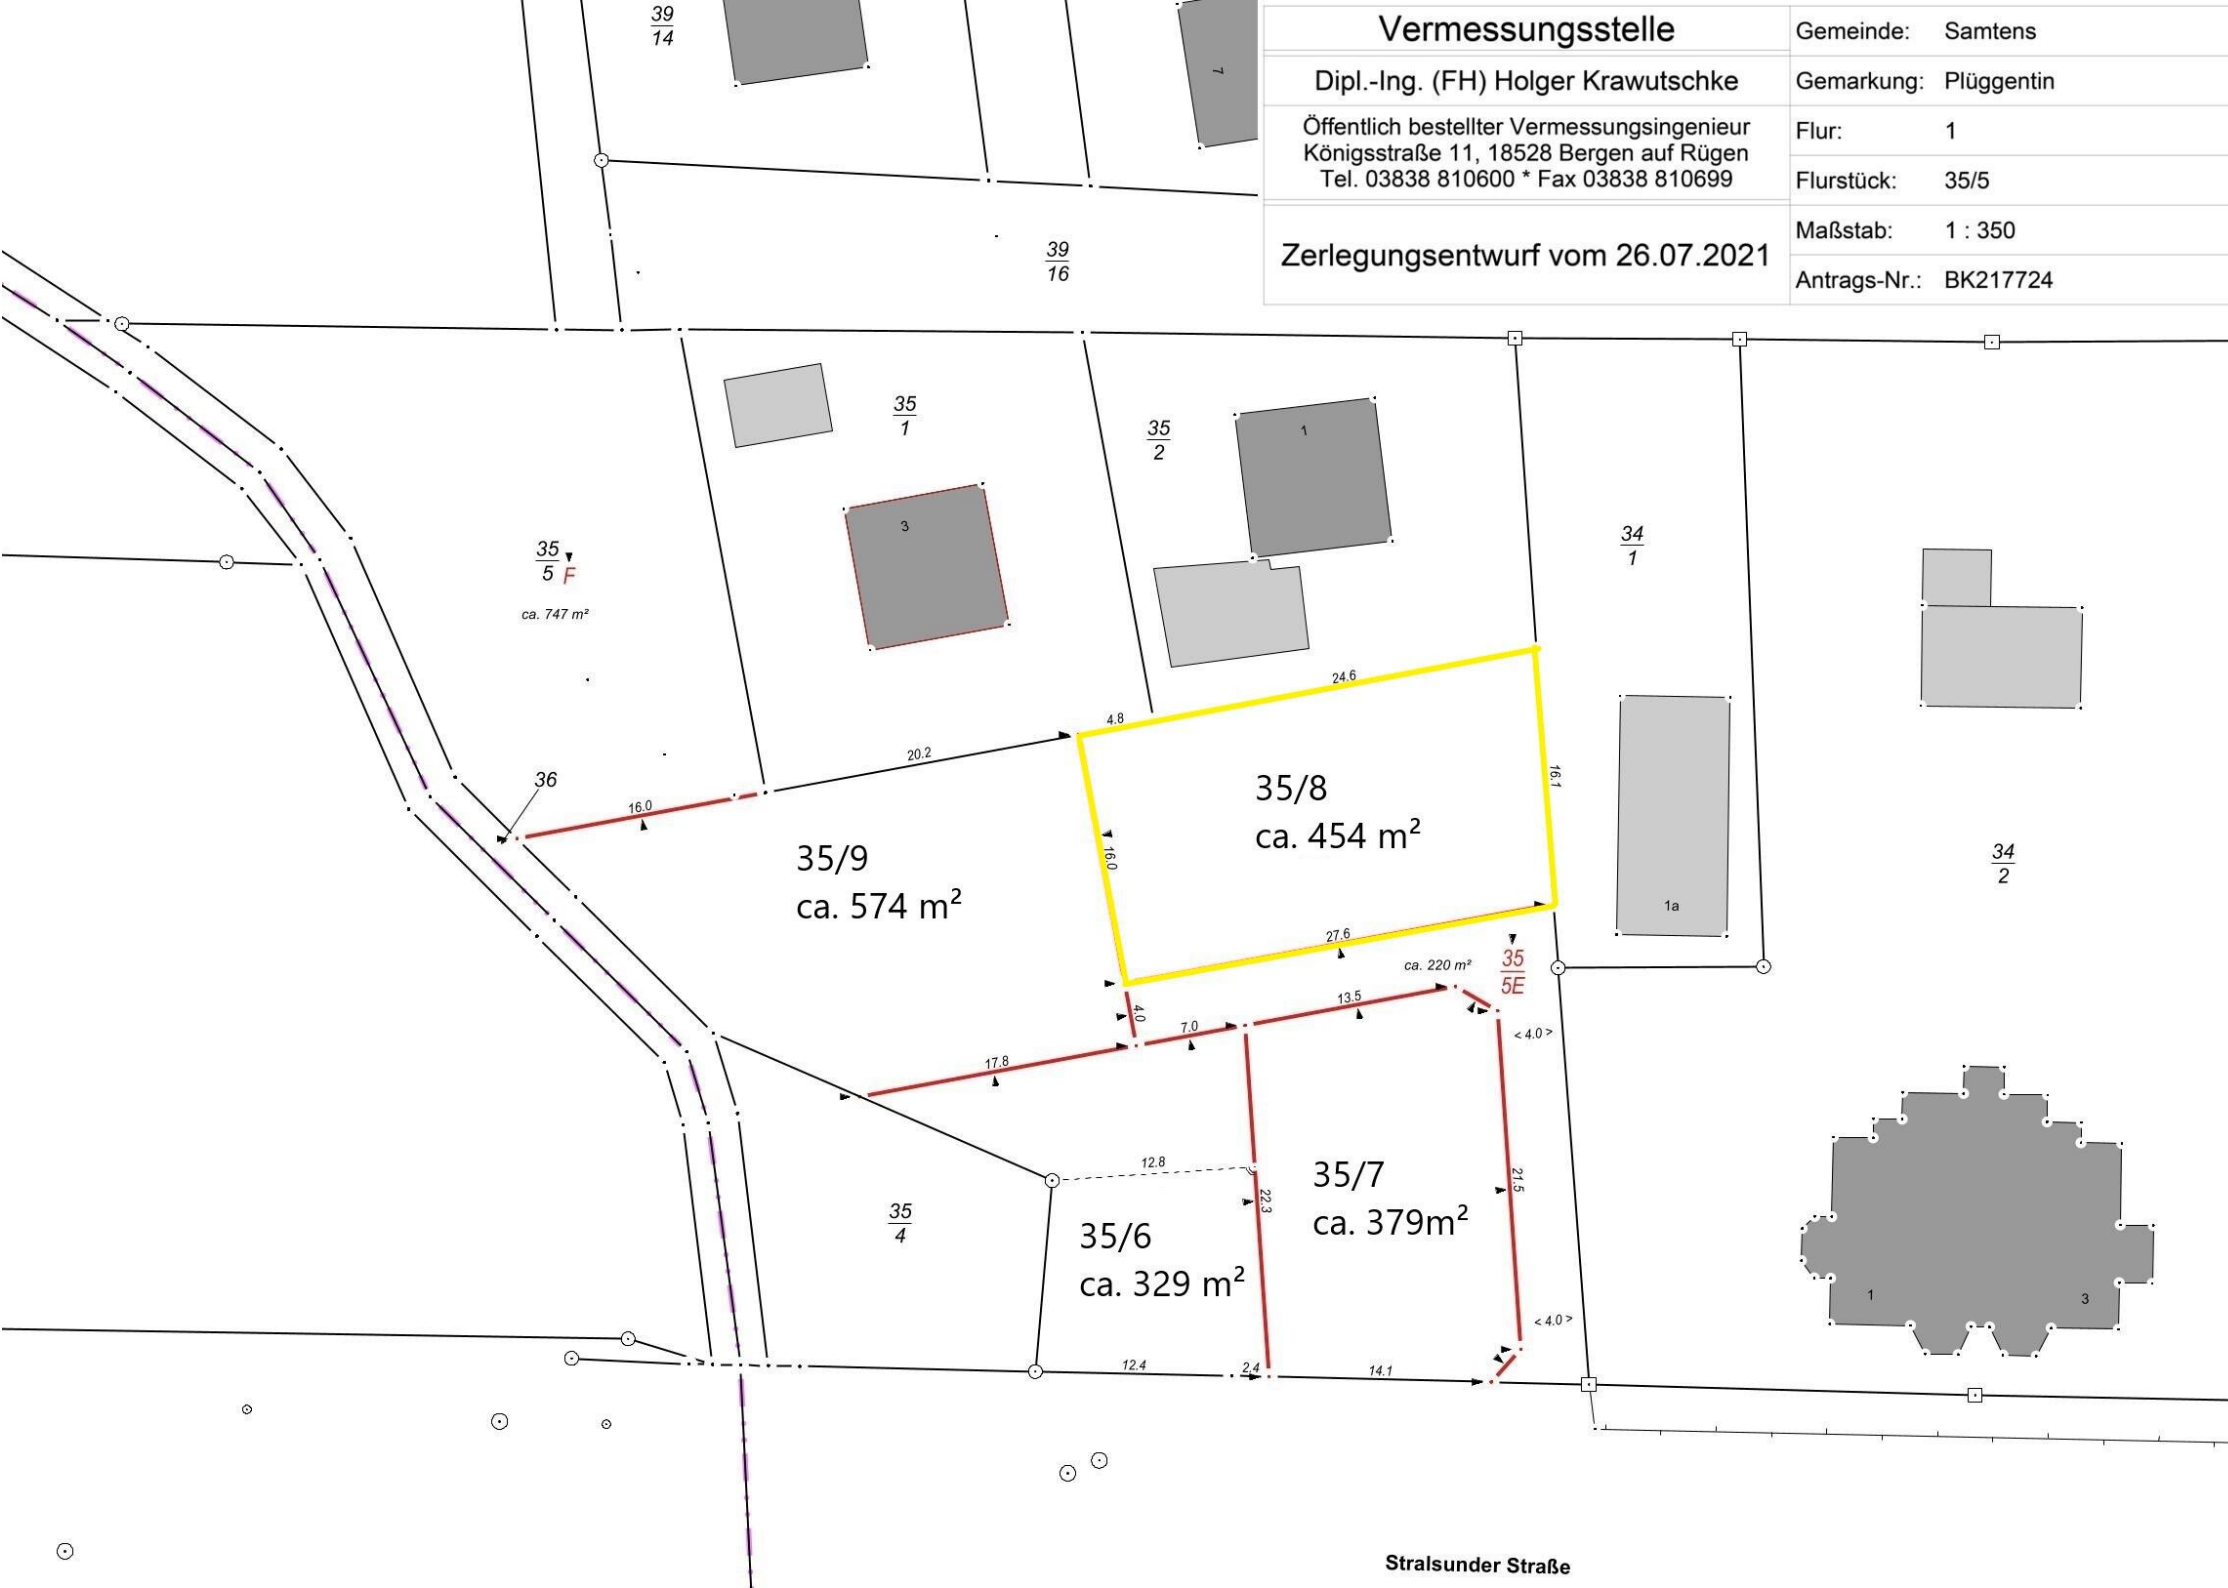 39
14
7
Vermessungsstelle
Dipl.-Ing. (FH) Holger Krawutschke
Öffentlich bestellter Vermessungsingenieur
Königsstraße 11, 18528 Bergen auf Rügen
Tel. 03838 810600 * Fax 03838 810699
Zerlegungsentwurf vom 26.07.2021
Gemeinde: Samtens
Gemarkung: Plüggentin
Flur: 1
Flurstück: 35/5
Maßstab: 1 : 350
Antrags-Nr.: BK217724
39
16
35
1
35
2
1
3
35
5 F
ca. 747 m²
34
1
24.6
4.8
20.2
36
16.0
16.1
35/8
ca. 454 m²
16.0
35/9
ca. 574 m²
34
2
1a
27.6
ca. 220 m²
35
5E
13.5
4.0
7.0
< 4.0 >
17.8
12.8
22.3
21.5
35/7
ca. 379m²
35
4
35/6
ca. 329 m²
1
3
< 4.0 >
12.4
2.4
14.1
Stralsunder Straße